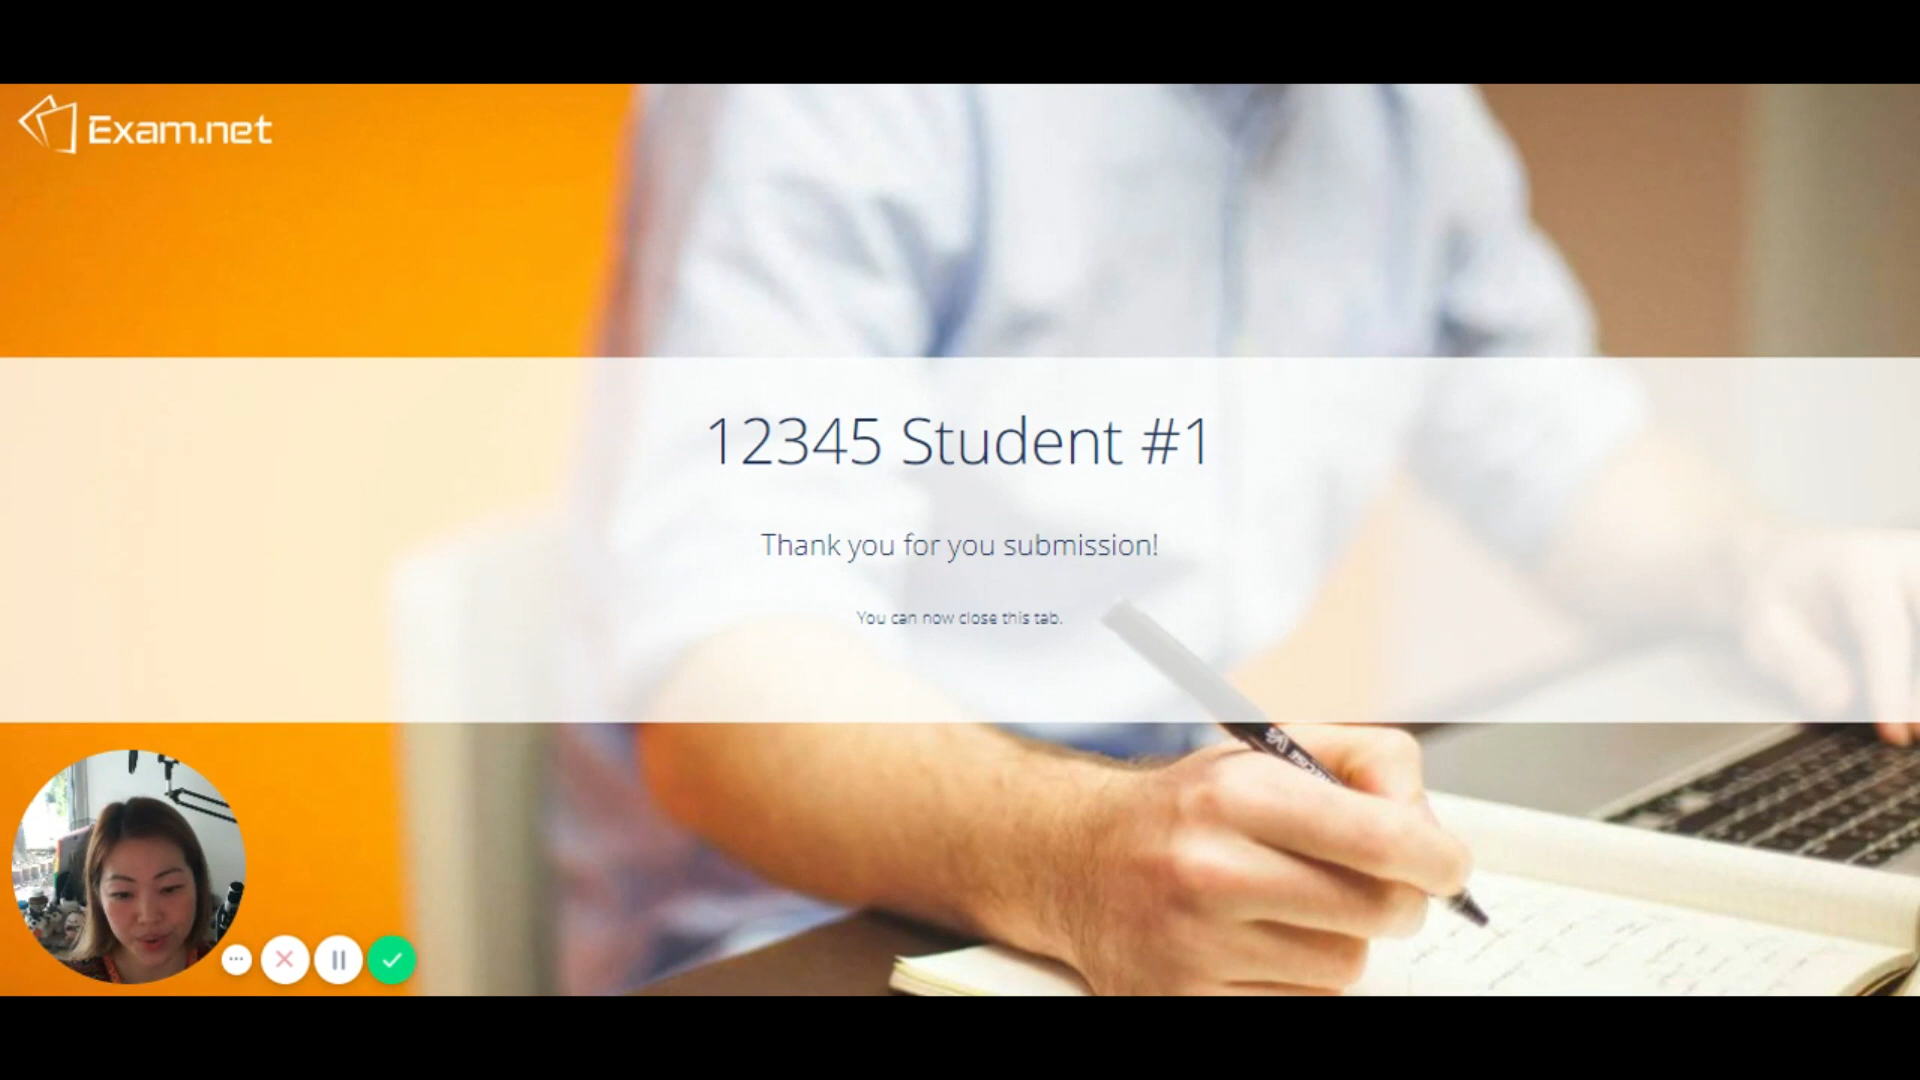 Exam.net
12345 Student #1
Thank you for you submission!
You can now close this tab.